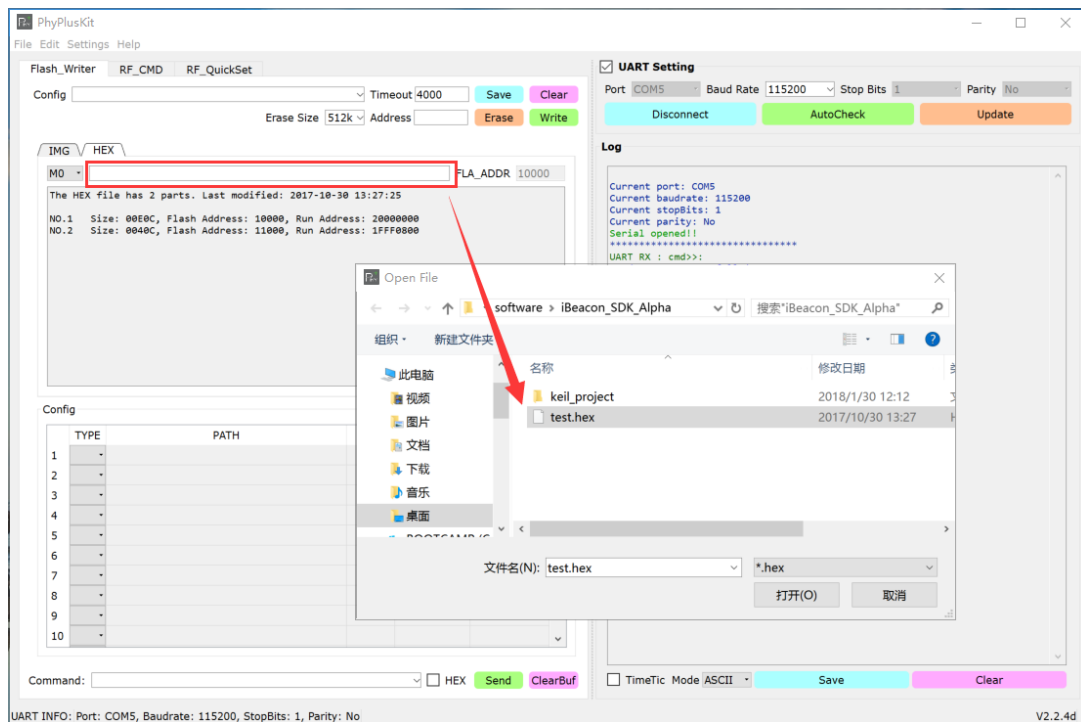 PhyPlusKit
File Edit Settings Help
Flash_Writer RF_CMD RF_QuickSet
Config Timeout 4000 Save Clear
Erase Size 512k Address Erase Write
IMG HEX
M0 FLA_ADDR 10000
The HEX file has 2 parts. Last modified: 2017-10-30 13:27:25
NO.1 Size: 00E0C, Flash Address: 10000, Run Address: 20000000
NO.2 Size: 0040C, Flash Address: 11000, Run Address: 1FFF0800
Config
TYPE PATH
1
2
3
4
5
6
7
8
9
10
Command: HEX Send ClearBuf
UART INFO: Port: COM5, Baudrate: 115200, StopBits: 1, Parity: No
UART Setting
Port COM5 Baud Rate 115200 Stop Bits 1 Parity No
Disconnect AutoCheck Update
Log
Current port: COM5
Current baudrate: 115200
Current stopBits: 1
Current parity: No
Serial opened!!
********************************
UART RX : cmd>>:
TimeTic Mode ASCII Save Clear
V2.2.4d
Open File
software › iBeacon_SDK_Alpha 搜索"iBeacon_SDK_Alpha"
组织 新建文件夹
此电脑
视频
图片
文档
下载
音乐
桌面
名称 修改日期
keil_project 2018/1/30 12:12
test.hex 2017/10/30 13:27
文件名(N): test.hex *.hex
打开(O) 取消